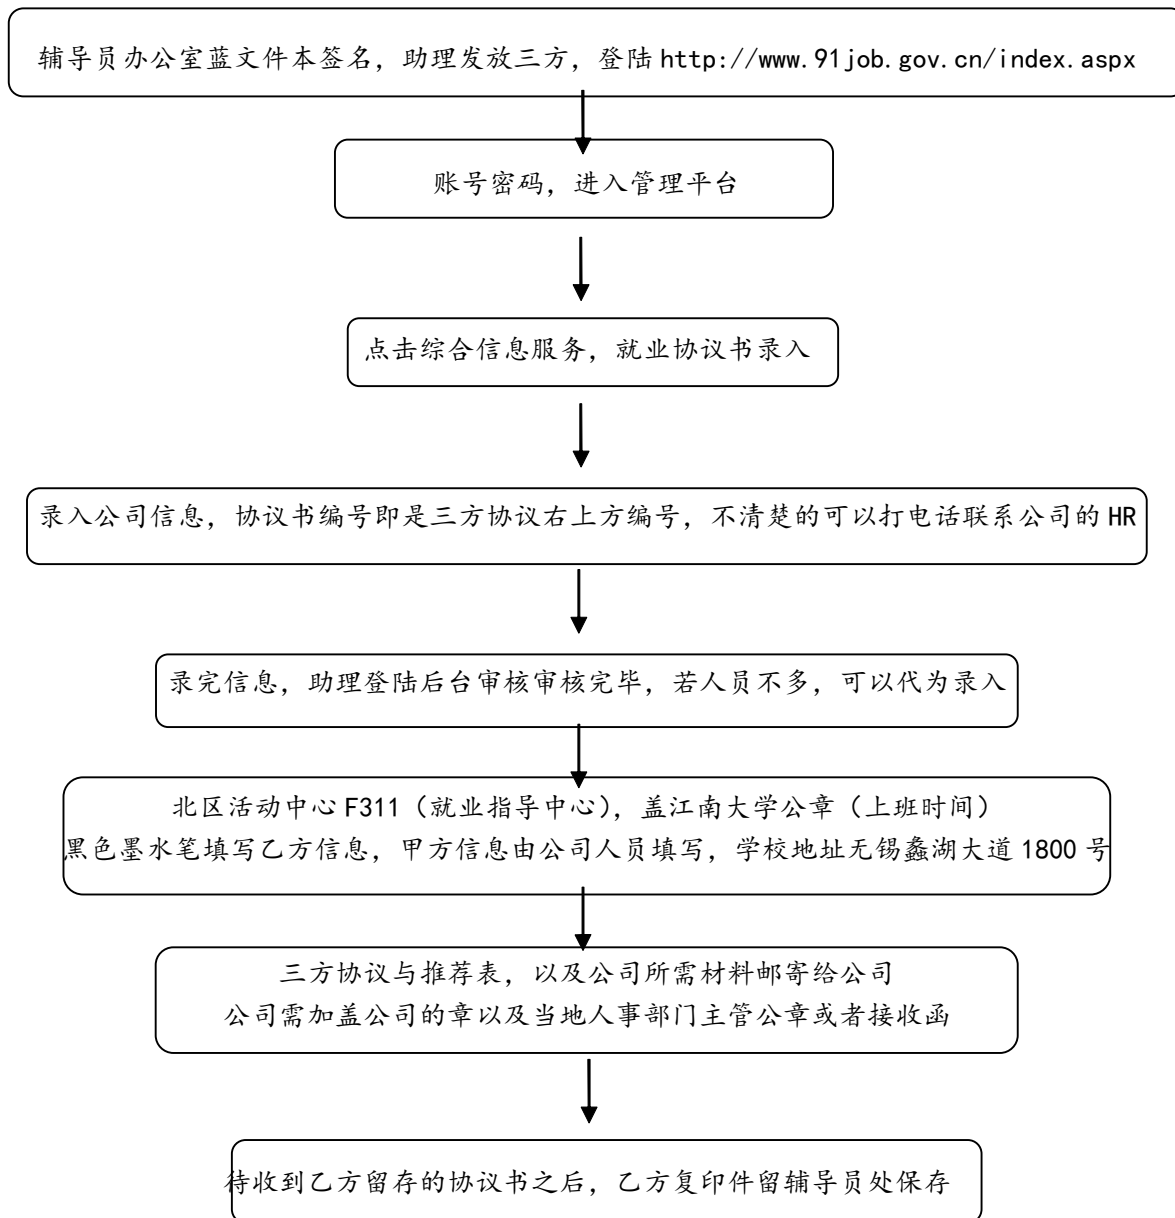 辅导员办公室蓝文件本签名，助理发放三方，登陆http://www.91job.gov.cn/index.aspx
账号密码，进入管理平台
点击综合信息服务，就业协议书录入
录入公司信息，协议书编号即是三方协议右上方编号，不清楚的可以打电话联系公司的 HR
录完信息，助理登陆后台审核审核完毕，若人员不多，可以代为录入
北区活动中心 F311（就业指导中心），盖江南大学公章（上班时间）
黑色墨水笔填写乙方信息，甲方信息由公司人员填写，学校地址无锡蠡湖大道 1800 号
三方协议与推荐表，以及公司所需材料邮寄给公司
公司需加盖公司的章以及当地人事部门主管公章或者接收函
待收到乙方留存的协议书之后，乙方复印件留辅导员处保存